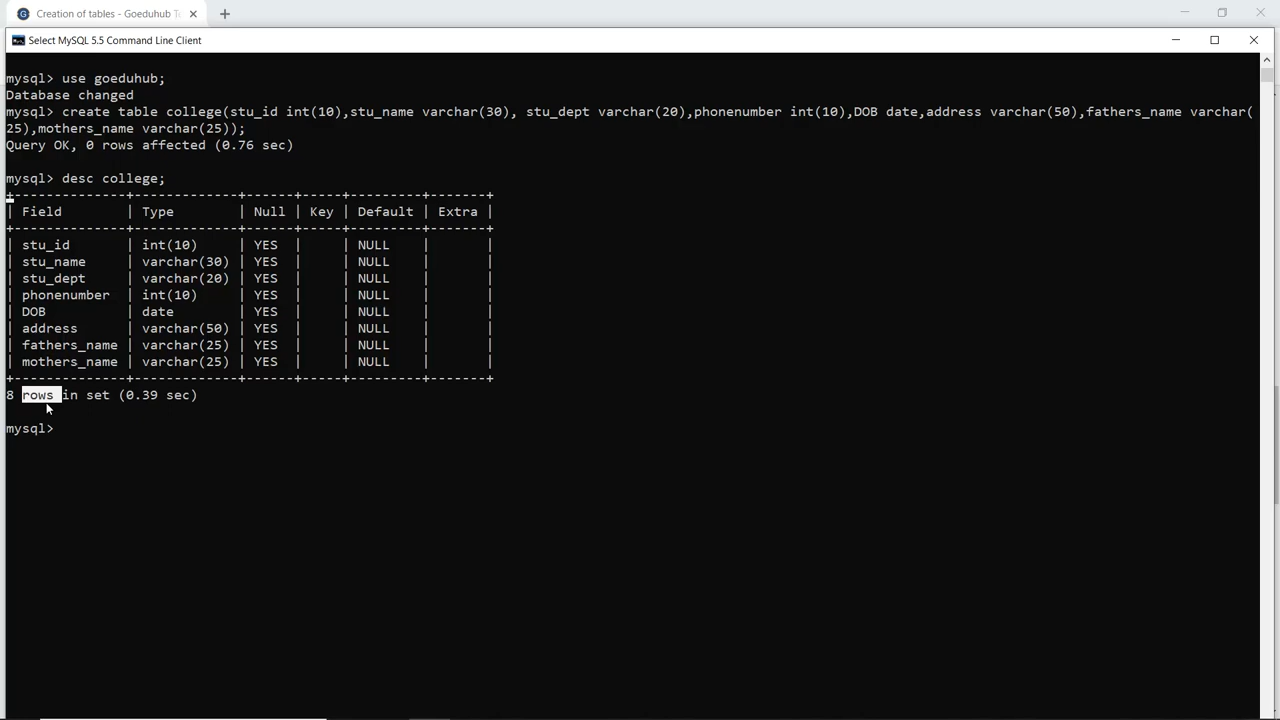 Creation of tables - Goeduhub T
Select MySQL 5.5 Command Line Client
mysql> use goeduhub;
Database changed
mysql> create table college(stu_id int(10),stu_name varchar(30), stu_dept varchar(20),phonenumber int(10),DOB date,address varchar(50),fathers_name varchar(
25),mothers_name varchar(25));
Query OK, 0 rows affected (0.76 sec)
mysql> desc college;
+--------------+-------------+------+-----+---------+-------+
| Field        | Type        | Null | Key | Default | Extra |
+--------------+-------------+------+-----+---------+-------+
| stu_id       | int(10)     | YES  |     | NULL    |       |
| stu_name     | varchar(30) | YES  |     | NULL    |       |
| stu_dept     | varchar(20) | YES  |     | NULL    |       |
| phonenumber  | int(10)     | YES  |     | NULL    |       |
| DOB          | date        | YES  |     | NULL    |       |
| address      | varchar(50) | YES  |     | NULL    |       |
| fathers_name | varchar(25) | YES  |     | NULL    |       |
| mothers_name | varchar(25) | YES  |     | NULL    |       |
+--------------+-------------+------+-----+---------+-------+
8 rows in set (0.39 sec)
mysql>